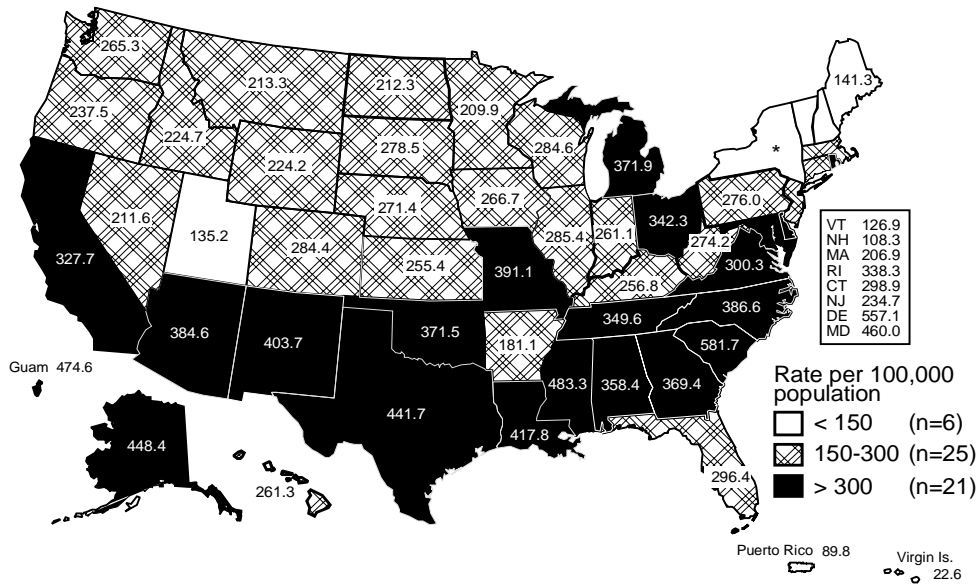 141.3
265.3
213.3
212.3
209.9
237.5
224.7
*
278.5
284.6
371.9
224.2
276.0
266.7
271.4
342.3
211.6
261.1
135.2
285.4
274.2
284.4
VT 126.9
NH 108.3
MA 206.9
RI 338.3
CT 298.9
NJ 234.7
DE 557.1
MD 460.0
327.7
255.4
391.1
300.3
256.8
386.6
384.6
349.6
371.5
403.7
181.1
581.7
Guam 474.6
483.3
358.4
369.4
441.7
417.8
448.4
261.3
296.4
Rate per 100,000
population
< 150 (n=6)
150-300 (n=25)
> 300 (n=21)
Puerto Rico 89.8
Virgin Is.
22.6